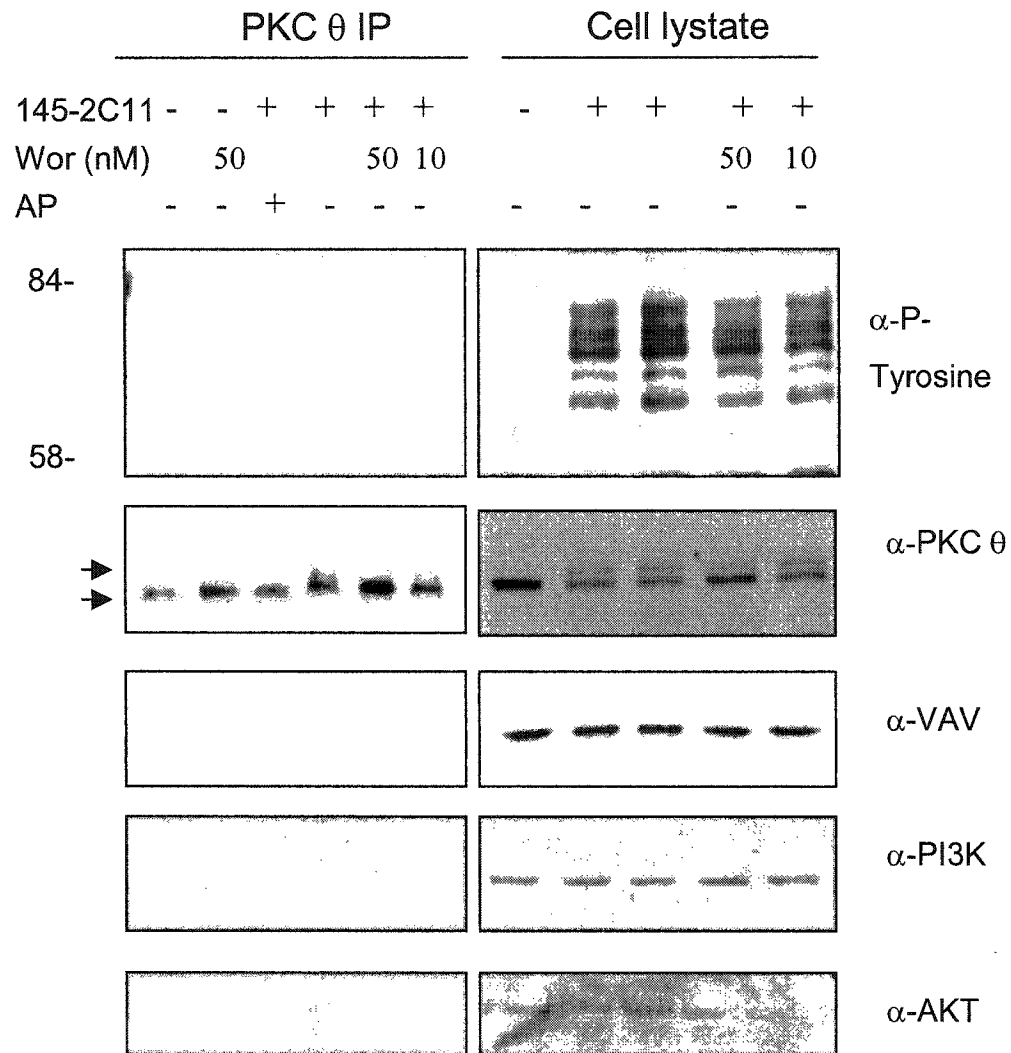 PKC θ IP Cell lystate
145-2C11 - - + + + + - + + + +
Wor (nM) 50 50 10 50 10
AP - - + - - - - - - - -
84-
α-P-
Tyrosine
58-
α-PKC θ
α-VAV
α-PI3K
α-AKT